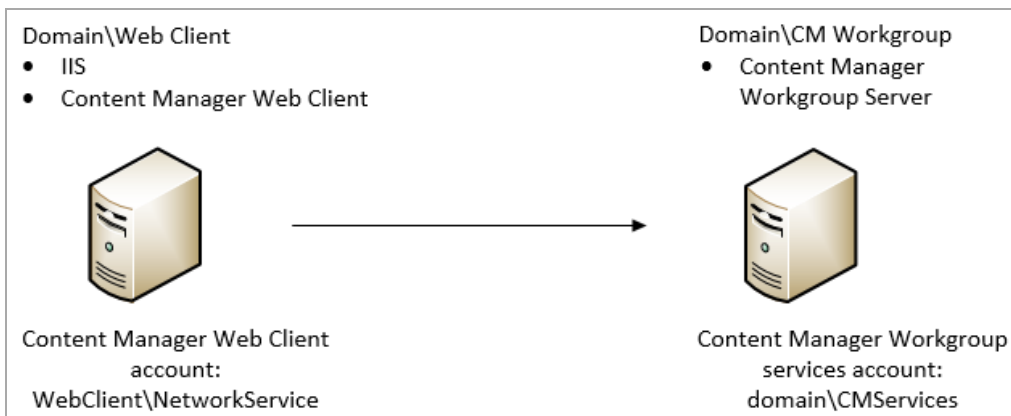 Domain\Web Client
• IIS
• Content Manager Web Client
Content Manager Web Client
account:
WebClient\NetworkService
Domain\CM Workgroup
• Content Manager
Workgroup Server
Content Manager Workgroup
services account:
domain\CMServices